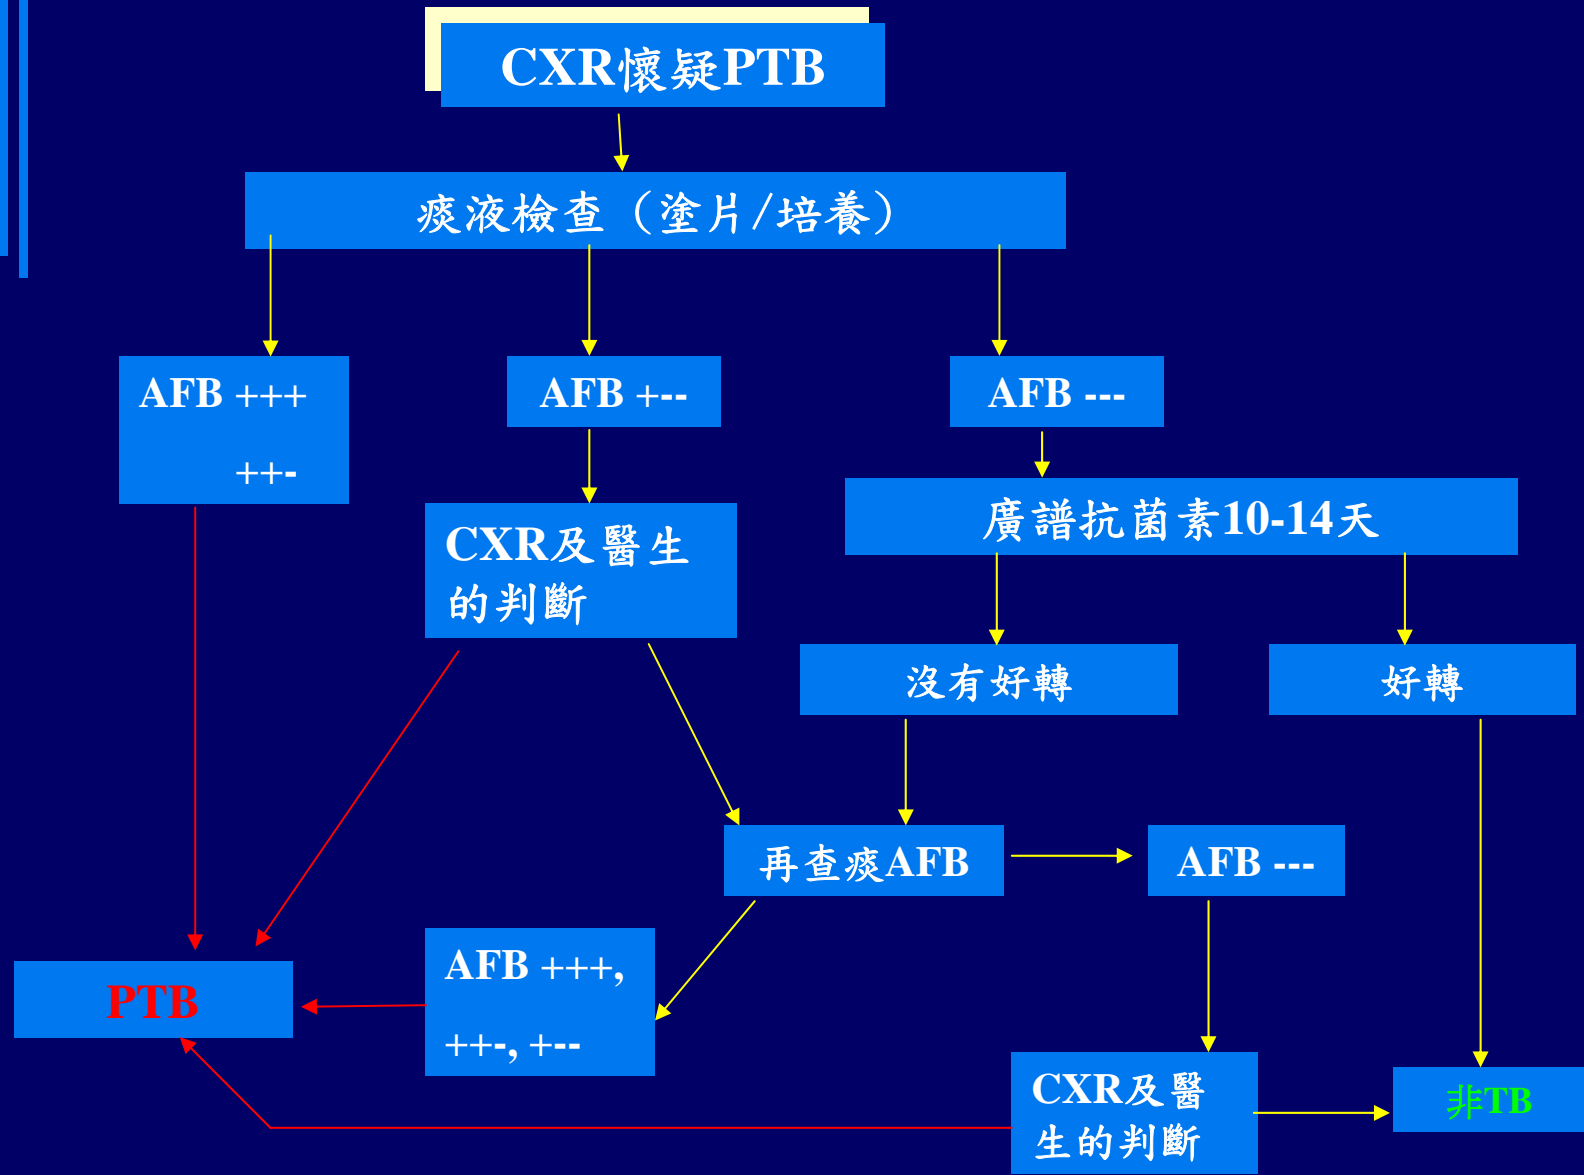 CXR懷疑PTB
痰液檢查（塗片/培養）
AFB +++
++-
AFB +--
AFB ---
CXR及醫生
的判斷
廣譜抗菌素10-14天
沒有好轉
好轉
再查痰AFB
AFB ---
AFB +++,
++-, +--
PTB
CXR及醫
生的判斷
非TB